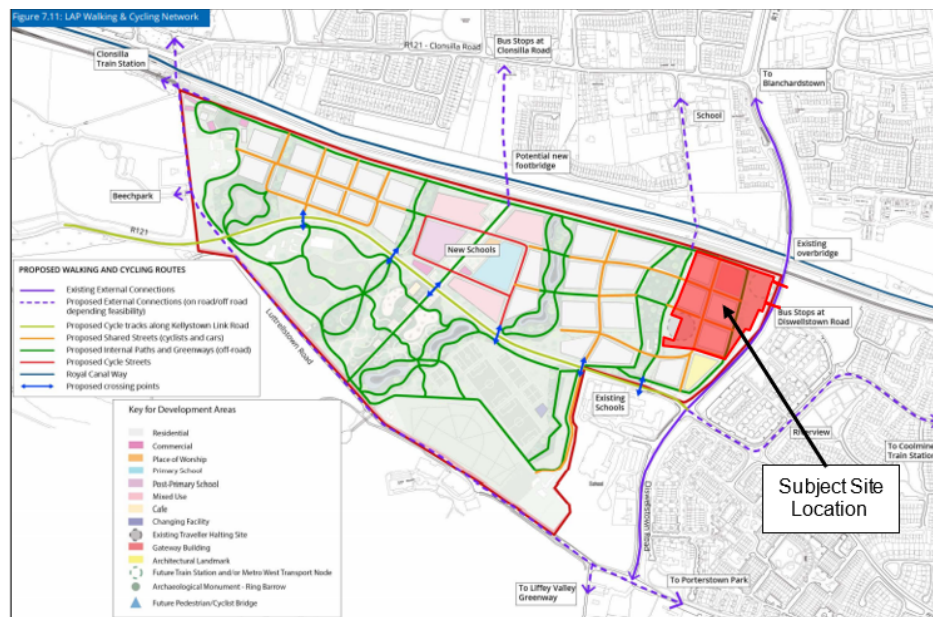 Figure 7.11: LAP Walking & Cycling Network
Clonsilla
Train Station
R121 - Clonsilla Road
Bus Stops at
Clonsilla Road
To
Blanchardstown
School
Potential new
footbridge
Beechpark
R121
New Schools
Existing
overbridge
Bus Stops at
Diswellstown Road
PROPOSED WALKING AND CYCLING ROUTES
Existing External Connections
Proposed External Connections (on road/off road
depending feasibility)
Proposed Cycle tracks along Kellystown Link Road
Proposed Shared Streets (cyclists and cars)
Proposed Internal Paths and Greenways (off-road)
Proposed Cycle Streets
Royal Canal Way
Proposed crossing points
Luttrellstown Road
Existing
Schools
Riverview
To Coolmine
Train Station
Key for Development Areas
Residential
Commercial
Place of Worship
Primary School
Post-Primary School
Mixed Use
Cafe
Changing Facility
Existing Traveller Halting Site
Gateway Building
Architectural Landmark
Future Train Station and/or Metro West Transport Node
Archaeological Monument - Ring Barrow
Future Pedestrian/Cyclist Bridge
School
Diswellstown Road
Subject Site
Location
To Liffey Valley
Greenway
To Porterstown Park